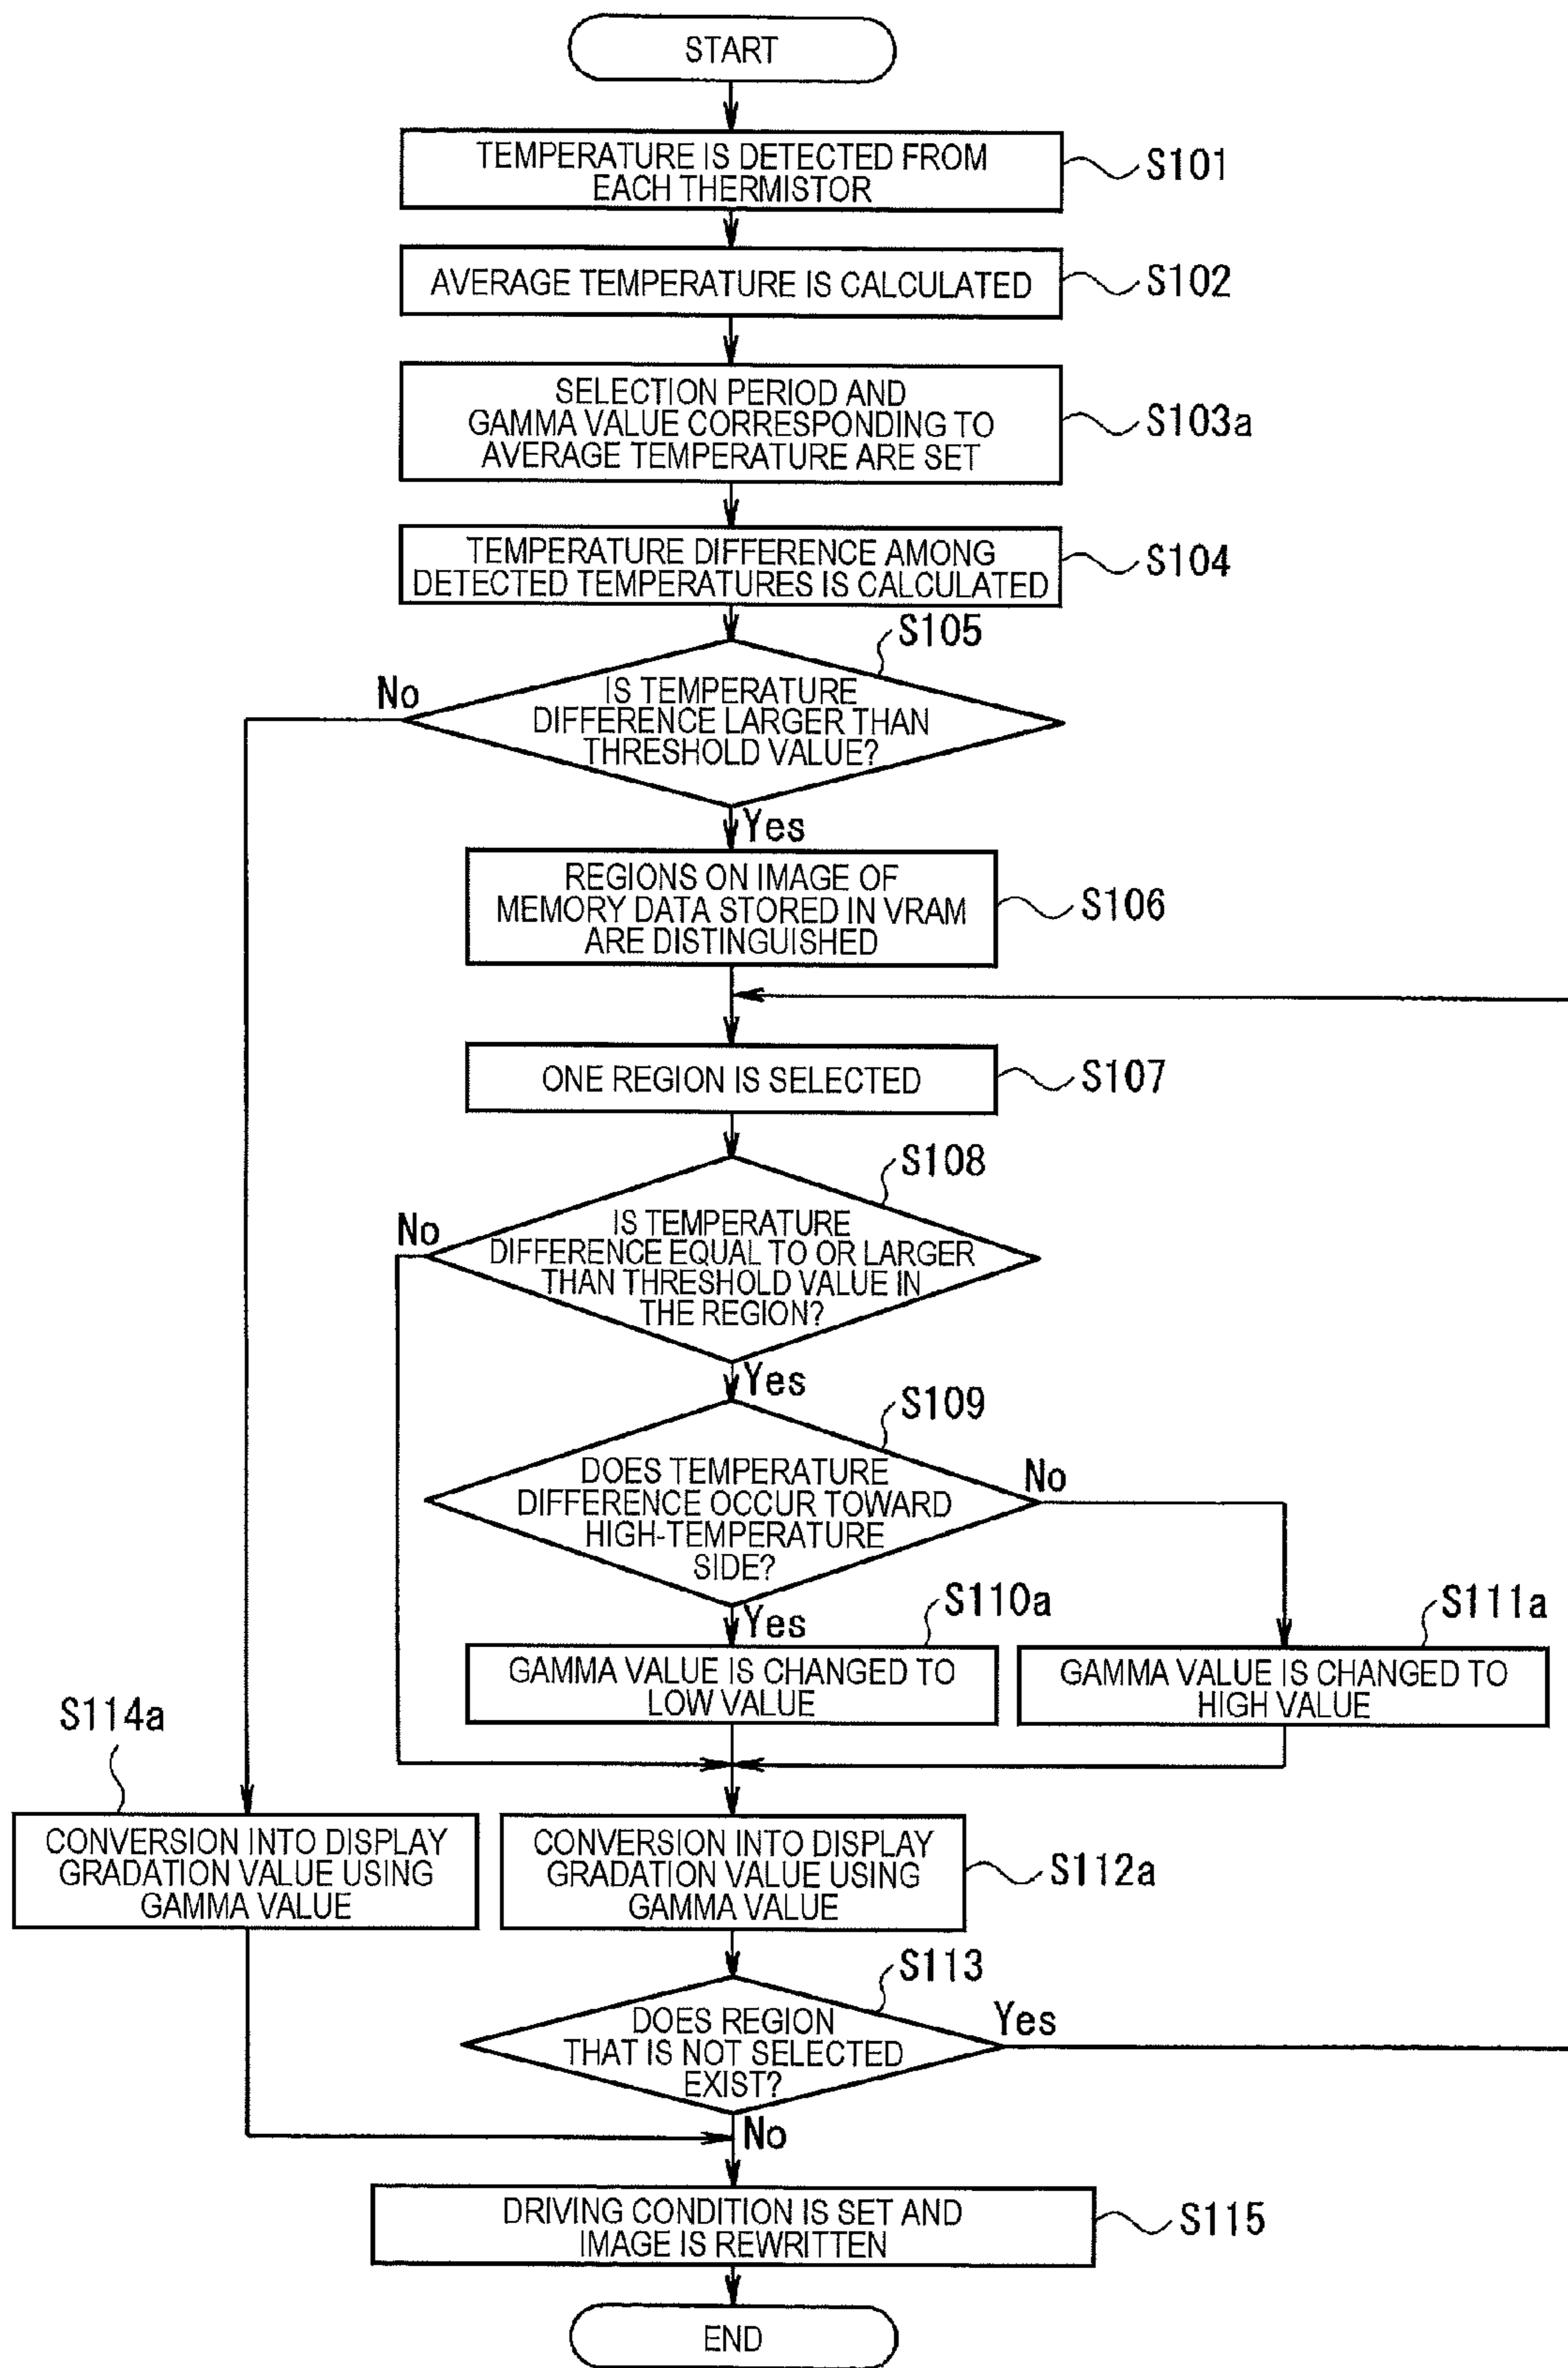 START
TEMPERATURE IS DETECTED FROM
EACH THERMISTOR
S101
AVERAGE TEMPERATURE IS CALCULATED
S102
SELECTION PERIOD AND
GAMMA VALUE CORRESPONDING TO
AVERAGE TEMPERATURE ARE SET
S103a
TEMPERATURE DIFFERENCE AMONG
DETECTED TEMPERATURES IS CALCULATED
S104
S105
No
IS TEMPERATURE
DIFFERENCE LARGER THAN
THRESHOLD VALUE?
Yes
REGIONS ON IMAGE OF
MEMORY DATA STORED IN VRAM
ARE DISTINGUISHED
S106
ONE REGION IS SELECTED
S107
S108
No
IS TEMPERATURE
DIFFERENCE EQUAL TO OR LARGER
THAN THRESHOLD VALUE IN
THE REGION?
Yes
S109
DOES TEMPERATURE
DIFFERENCE OCCUR TOWARD
HIGH-TEMPERATURE
SIDE?
No
Yes
S110a
S111a
GAMMA VALUE IS CHANGED TO
LOW VALUE
GAMMA VALUE IS CHANGED TO
HIGH VALUE
S114a
CONVERSION INTO DISPLAY
GRADATION VALUE USING
GAMMA VALUE
CONVERSION INTO DISPLAY
GRADATION VALUE USING
GAMMA VALUE
S112a
S113
DOES REGION
THAT IS NOT SELECTED
EXIST?
Yes
No
DRIVING CONDITION IS SET AND
IMAGE IS REWRITTEN
S115
END